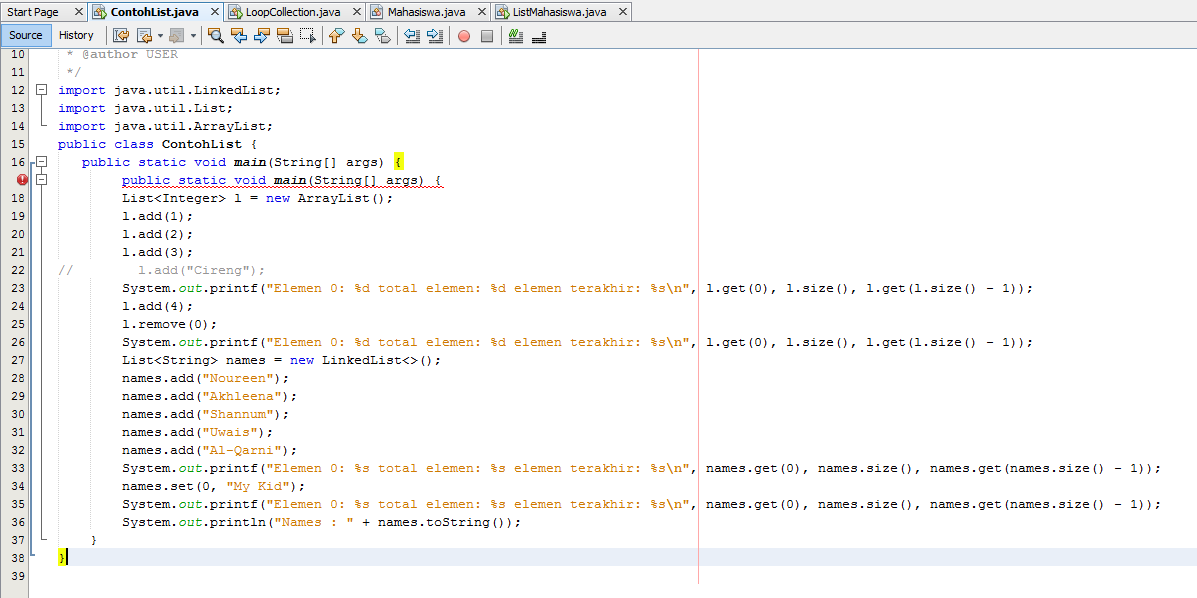 Start Page ContohList.java LoopCollection.java Mahasiswa.java ListMahasiswa.java
Source History
10 * @author USER
11 */
12 import java.util.LinkedList;
13 import java.util.List;
14 import java.util.ArrayList;
15 public class ContohList {
16 public static void main(String[] args) {
public static void main(String[] args) {
18 List<Integer> l = new ArrayList();
19 l.add(1);
20 l.add(2);
21 l.add(3);
22 // l.add("Cireng");
23 System.out.printf("Elemen 0: %d total elemen: %d elemen terakhir: %s\n", l.get(0), l.size(), l.get(l.size() - 1));
24 l.add(4);
25 l.remove(0);
26 System.out.printf("Elemen 0: %d total elemen: %d elemen terakhir: %s\n", l.get(0), l.size(), l.get(l.size() - 1));
27 List<String> names = new LinkedList<>();
28 names.add("Noureen");
29 names.add("Akhleena");
30 names.add("Shannum");
31 names.add("Uwais");
32 names.add("Al-Qarni");
33 System.out.printf("Elemen 0: %s total elemen: %s elemen terakhir: %s\n", names.get(0), names.size(), names.get(names.size() - 1));
34 names.set(0, "My Kid");
35 System.out.printf("Elemen 0: %s total elemen: %s elemen terakhir: %s\n", names.get(0), names.size(), names.get(names.size() - 1));
36 System.out.println("Names : " + names.toString());
37 }
38 }
39